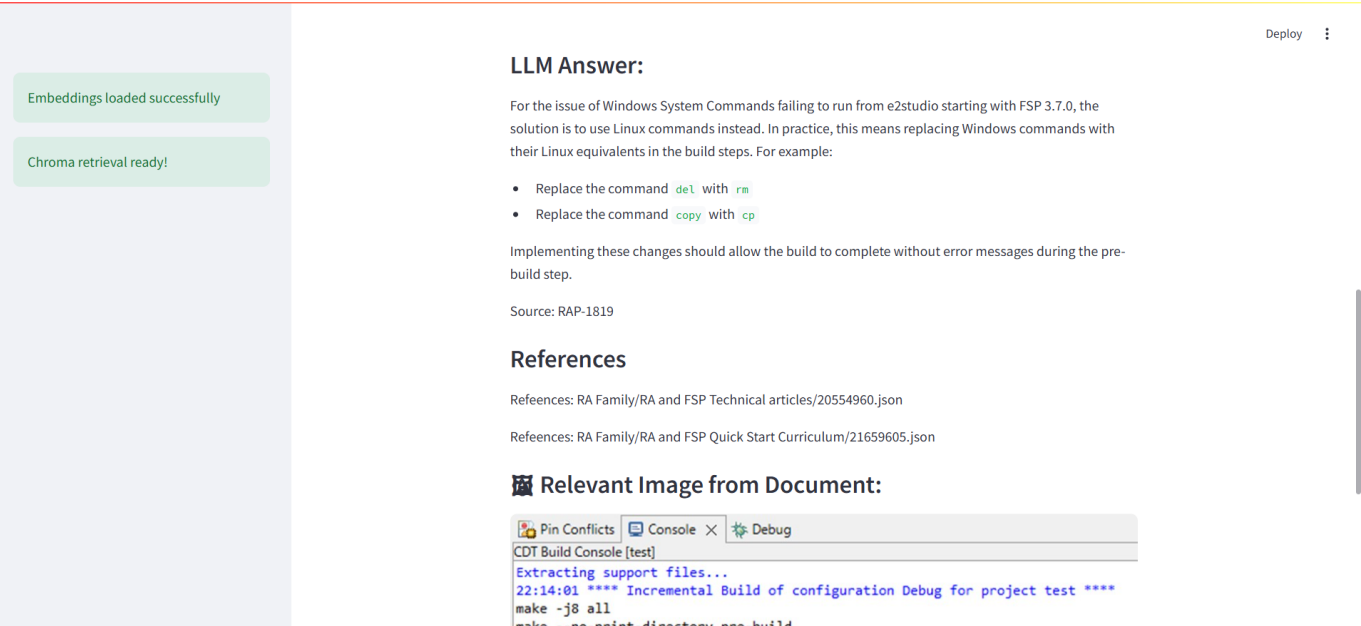 Deploy
Embeddings loaded successfully
Chroma retrieval ready!
LLM Answer:
For the issue of Windows System Commands failing to run from e2studio starting with FSP 3.7.0, the
solution is to use Linux commands instead. In practice, this means replacing Windows commands with
their Linux equivalents in the build steps. For example:
Replace the command del with rm
Replace the command copy with cp
Implementing these changes should allow the build to complete without error messages during the pre-
build step.
Source: RAP-1819
References
Refeences: RA Family/RA and FSP Technical articles/20554960.json
Refeences: RA Family/RA and FSP Quick Start Curriculum/21659605.json
Relevant Image from Document:
Pin Conflicts Console Debug
CDT Build Console [test]
Extracting support files...
22:14:01 **** Incremental Build of configuration Debug for project test ****
make -j8 all
make --no-print-directory pre-build